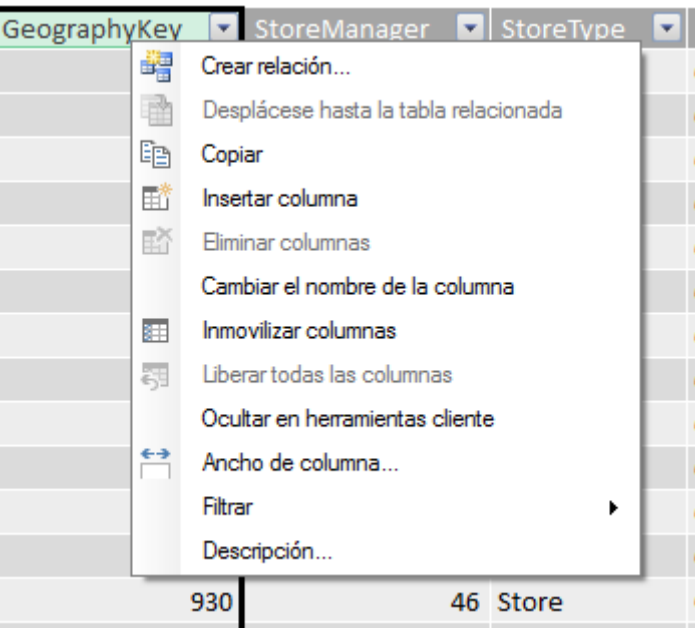 GeographyKey StoreManager StoreType
Crear relación...
Desplácese hasta la tabla relacionada
Copiar
Insertar columna
Eliminar columnas
Cambiar el nombre de la columna
Inmovilizar columnas
Liberar todas las columnas
Ocultar en herramientas cliente
Ancho de columna...
Filtrar
Descripción...
930 46 Store